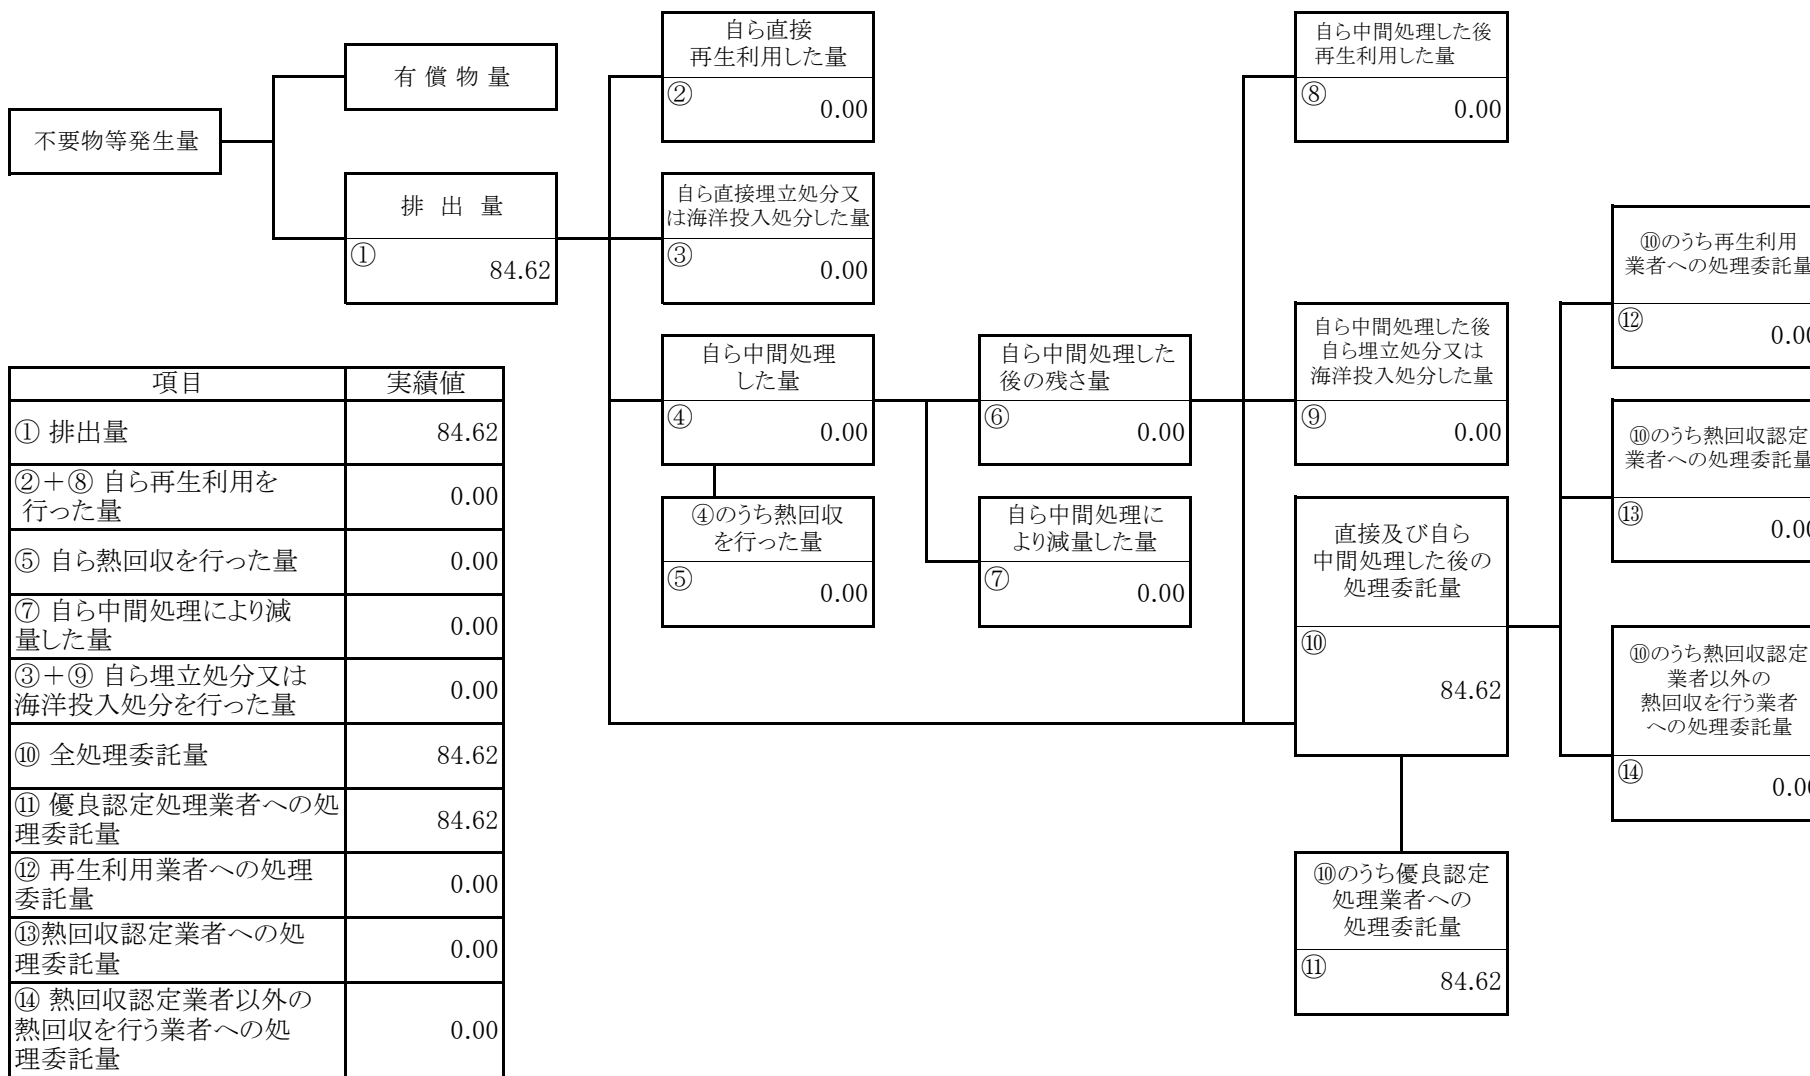 不要物等発生量
有 償 物 量
排 出 量
①
84.62
自ら直接
再生利用した量
②
0.00
自ら直接埋立処分又
は海洋投入処分した量
③
0.00
自ら中間処理
した量
④
0.00
④のうち熱回収
を行った量
⑤
0.00
自ら中間処理した
後の残さ量
⑥
0.00
自ら中間処理に
より減量した量
⑦
0.00
自ら中間処理した後
再生利用した量
⑧
0.00
自ら中間処理した後
自ら埋立処分又は
海洋投入処分した量
⑨
0.00
直接及び自ら
中間処理した後の
処理委託量
⑩
84.62
⑩のうち優良認定
処理業者への
処理委託量
⑪
84.62
⑩のうち再生利用
業者への処理委託量
⑫
0.00
⑩のうち熱回収認定
業者への処理委託量
⑬
0.00
⑩のうち熱回収認定
業者以外の
熱回収を行う業者
への処理委託量
⑭
0.00
項目 実績値
① 排出量 84.62
②＋⑧ 自ら再生利用を
行った量 0.00
⑤ 自ら熱回収を行った量 0.00
⑦ 自ら中間処理により減
量した量 0.00
③＋⑨ 自ら埋立処分又は
海洋投入処分を行った量 0.00
⑩ 全処理委託量 84.62
⑪ 優良認定処理業者への処
理委託量 84.62
⑫ 再生利用業者への処理
委託量 0.00
⑬熱回収認定業者への処
理委託量 0.00
⑭ 熱回収認定業者以外の
熱回収を行う業者への処
理委託量 0.00